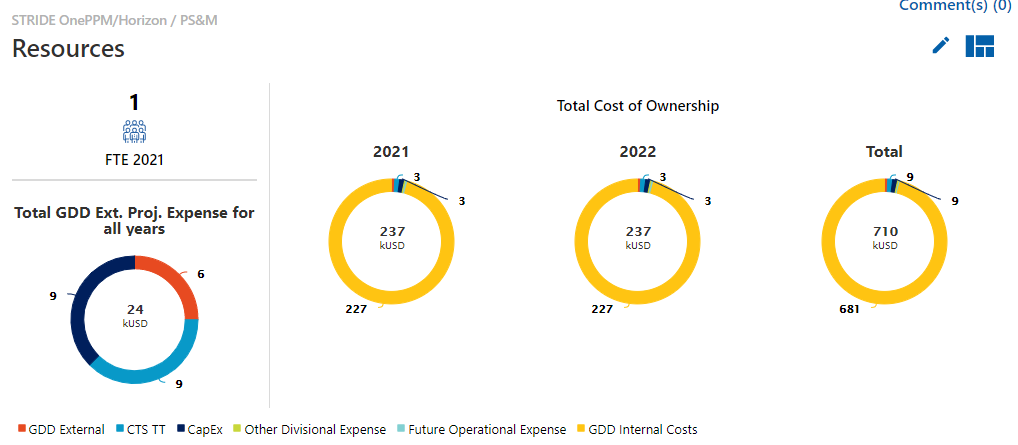 Comment(s) (0)
STRIDE OnePPM/Horizon / PS&M
Resources
1
FTE 2021
Total GDD Ext. Proj. Expense for
all years
6
9
9
24
kUSD
Total Cost of Ownership
2021
3
3
237
kUSD
227
2022
3
3
237
kUSD
227
Total
9
9
710
kUSD
681
GDD External CTS TT CapEx Other Divisional Expense Future Operational Expense GDD Internal Costs